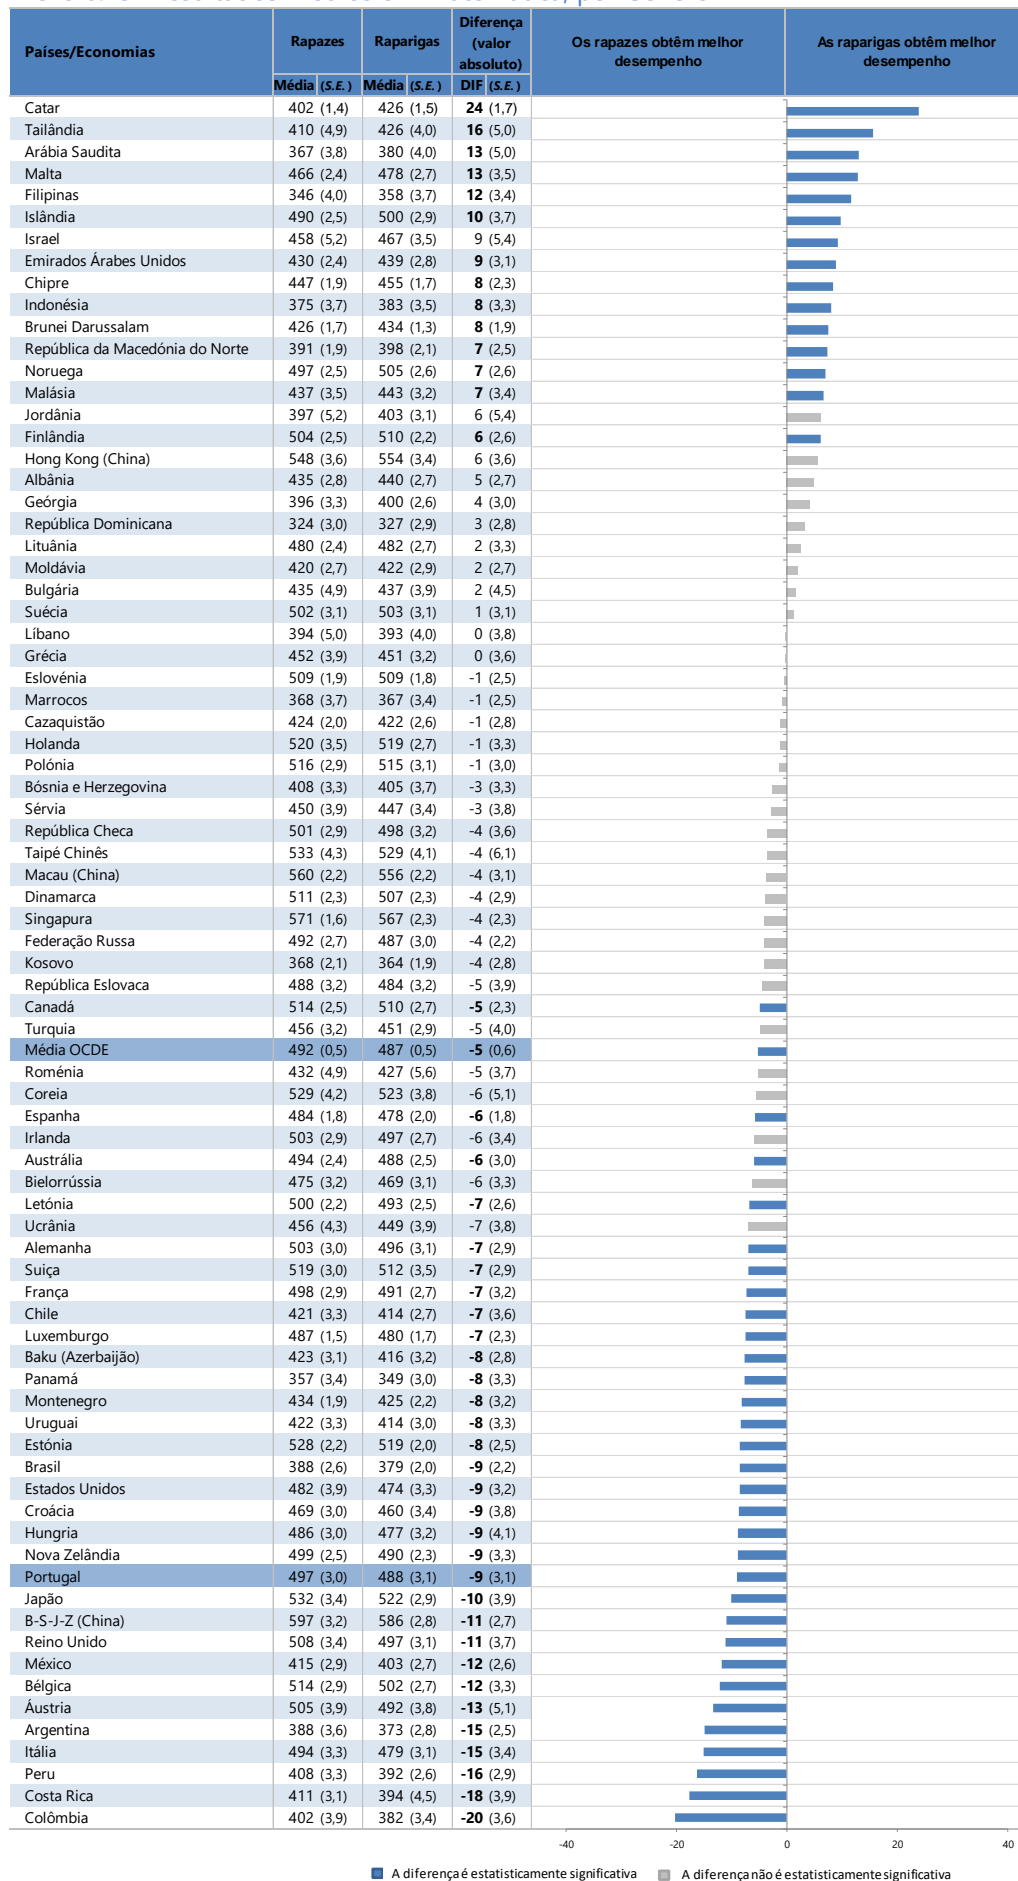 Países/Economias Rapazes Raparigas Diferença (valor absoluto) Os rapazes obtêm melhor desempenho As raparigas obtêm melhor desempenho
Média (S.E.) Média (S.E.) DIF (S.E.)
Catar 402 (1,4) 426 (1,5) 24 (1,7)
Tailândia 410 (4,9) 426 (4,0) 16 (5,0)
Arábia Saudita 367 (3,8) 380 (4,0) 13 (5,0)
Malta 466 (2,4) 478 (2,7) 13 (3,5)
Filipinas 346 (4,0) 358 (3,7) 12 (3,4)
Islândia 490 (2,5) 500 (2,9) 10 (3,7)
Israel 458 (5,2) 467 (3,5) 9 (5,4)
Emirados Árabes Unidos 430 (2,4) 439 (2,8) 9 (3,1)
Chipre 447 (1,9) 455 (1,7) 8 (2,3)
Indonésia 375 (3,7) 383 (3,5) 8 (3,3)
Brunei Darussalam 426 (1,7) 434 (1,3) 8 (1,9)
República da Macedónia do Norte 391 (1,9) 398 (2,1) 7 (2,5)
Noruega 497 (2,5) 505 (2,6) 7 (2,6)
Malásia 437 (3,5) 443 (3,2) 7 (3,4)
Jordânia 397 (5,2) 403 (3,1) 6 (5,4)
Finlândia 504 (2,5) 510 (2,2) 6 (2,6)
Hong Kong (China) 548 (3,6) 554 (3,4) 6 (3,6)
Albânia 435 (2,8) 440 (2,7) 5 (2,7)
Geórgia 396 (3,3) 400 (2,6) 4 (3,0)
República Dominicana 324 (3,0) 327 (2,9) 3 (2,8)
Lituânia 480 (2,4) 482 (2,7) 2 (3,3)
Moldávia 420 (2,7) 422 (2,9) 2 (2,7)
Bulgária 435 (4,9) 437 (3,9) 2 (4,5)
Suécia 502 (3,1) 503 (3,1) 1 (3,1)
Líbano 394 (5,0) 393 (4,0) 0 (3,8)
Grécia 452 (3,9) 451 (3,2) 0 (3,6)
Eslovénia 509 (1,9) 509 (1,8) -1 (2,5)
Marrocos 368 (3,7) 367 (3,4) -1 (2,5)
Cazaquistão 424 (2,0) 422 (2,6) -1 (2,8)
Holanda 520 (3,5) 519 (2,7) -1 (3,3)
Polónia 516 (2,9) 515 (3,1) -1 (3,0)
Bósnia e Herzegovina 408 (3,3) 405 (3,7) -3 (3,3)
Sérvia 450 (3,9) 447 (3,4) -3 (3,8)
República Checa 501 (2,9) 498 (3,2) -4 (3,6)
Taipé Chinês 533 (4,3) 529 (4,1) -4 (6,1)
Macau (China) 560 (2,2) 556 (2,2) -4 (3,1)
Dinamarca 511 (2,3) 507 (2,3) -4 (2,9)
Singapura 571 (1,6) 567 (2,3) -4 (2,3)
Federação Russa 492 (2,7) 487 (3,0) -4 (2,2)
Kosovo 368 (2,1) 364 (1,9) -4 (2,8)
República Eslovaca 488 (3,2) 484 (3,2) -5 (3,9)
Canadá 514 (2,5) 510 (2,7) -5 (2,3)
Turquia 456 (3,2) 451 (2,9) -5 (4,0)
Média OCDE 492 (0,5) 487 (0,5) -5 (0,6)
Roménia 432 (4,9) 427 (5,6) -5 (3,7)
Coreia 529 (4,2) 523 (3,8) -6 (5,1)
Espanha 484 (1,8) 478 (2,0) -6 (1,8)
Irlanda 503 (2,9) 497 (2,7) -6 (3,4)
Austrália 494 (2,4) 488 (2,5) -6 (3,0)
Bielorrússia 475 (3,2) 469 (3,1) -6 (3,3)
Letónia 500 (2,2) 493 (2,5) -7 (2,6)
Ucrânia 456 (4,3) 449 (3,9) -7 (3,8)
Alemanha 503 (3,0) 496 (3,1) -7 (2,9)
Suiça 519 (3,0) 512 (3,5) -7 (2,9)
França 498 (2,9) 491 (2,7) -7 (3,2)
Chile 421 (3,3) 414 (2,7) -7 (3,6)
Luxemburgo 487 (1,5) 480 (1,7) -7 (2,3)
Baku (Azerbaijão) 423 (3,1) 416 (3,2) -8 (2,8)
Panamá 357 (3,4) 349 (3,0) -8 (3,3)
Montenegro 434 (1,9) 425 (2,2) -8 (3,2)
Uruguai 422 (3,3) 414 (3,0) -8 (3,3)
Estónia 528 (2,2) 519 (2,0) -8 (2,5)
Brasil 388 (2,6) 379 (2,0) -9 (2,2)
Estados Unidos 482 (3,9) 474 (3,3) -9 (3,2)
Croácia 469 (3,0) 460 (3,4) -9 (3,8)
Hungria 486 (3,0) 477 (3,2) -9 (4,1)
Nova Zelândia 499 (2,5) 490 (2,3) -9 (3,3)
Portugal 497 (3,0) 488 (3,1) -9 (3,1)
Japão 532 (3,4) 522 (2,9) -10 (3,9)
B-S-J-Z (China) 597 (3,2) 586 (2,8) -11 (2,7)
Reino Unido 508 (3,4) 497 (3,1) -11 (3,7)
México 415 (2,9) 403 (2,7) -12 (2,6)
Bélgica 514 (2,9) 502 (2,7) -12 (3,3)
Áustria 505 (3,9) 492 (3,8) -13 (5,1)
Argentina 388 (3,6) 373 (2,8) -15 (2,5)
Itália 494 (3,3) 479 (3,1) -15 (3,4)
Peru 408 (3,3) 392 (2,6) -16 (2,9)
Costa Rica 411 (3,1) 394 (4,5) -18 (3,9)
Colômbia 402 (3,9) 382 (3,4) -20 (3,6)
-40 -20 0 20 40
A diferença é estatisticamente significativa A diferença não é estatisticamente significativa